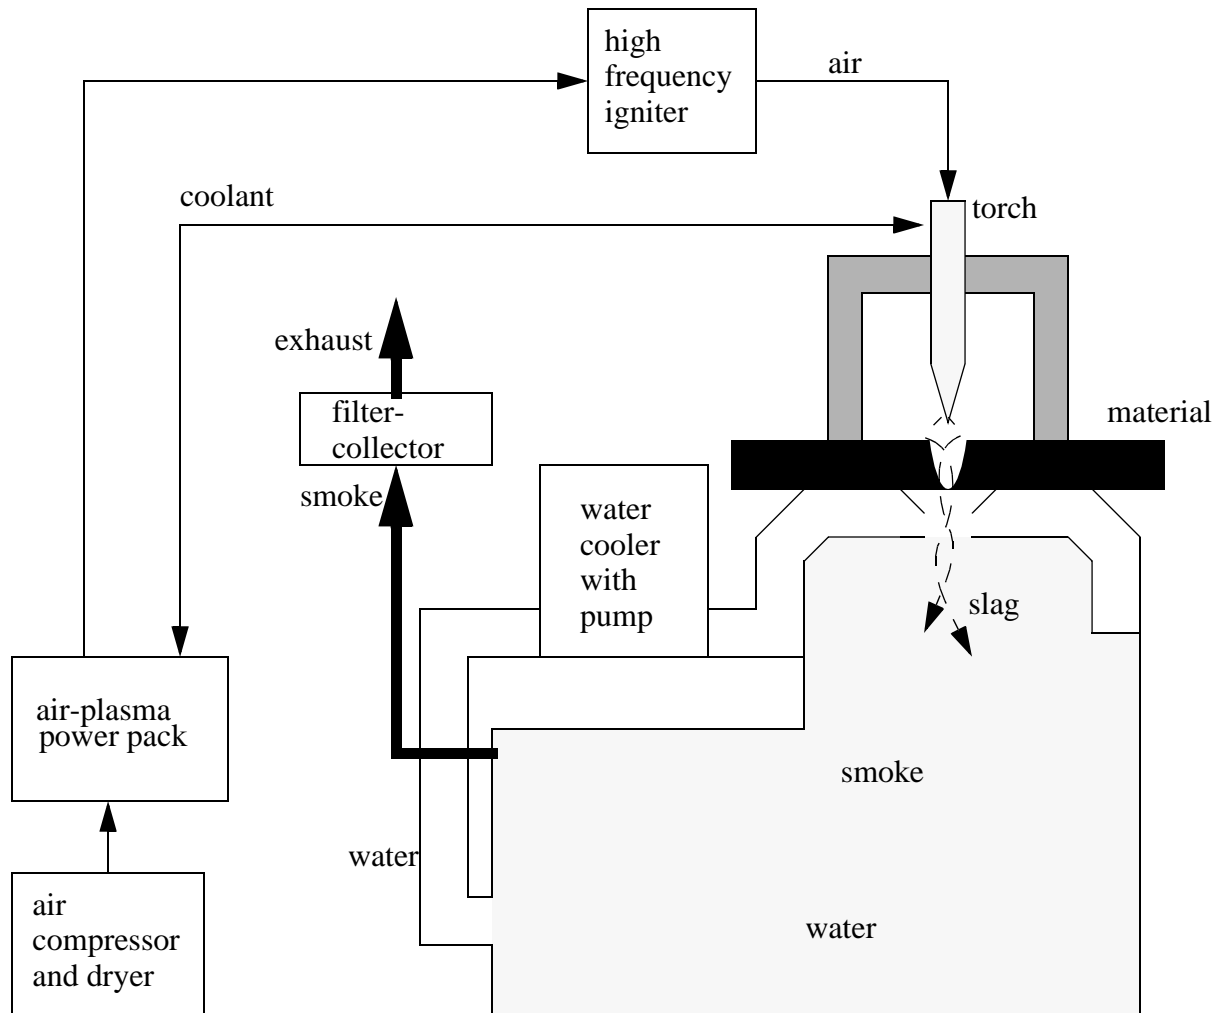 high
frequency
igniter
air
coolant
torch
exhaust
material
filter-
collector
smoke
water
cooler
with
pump
slag
air-plasma
power pack
smoke
water
air
compressor
and dryer
water